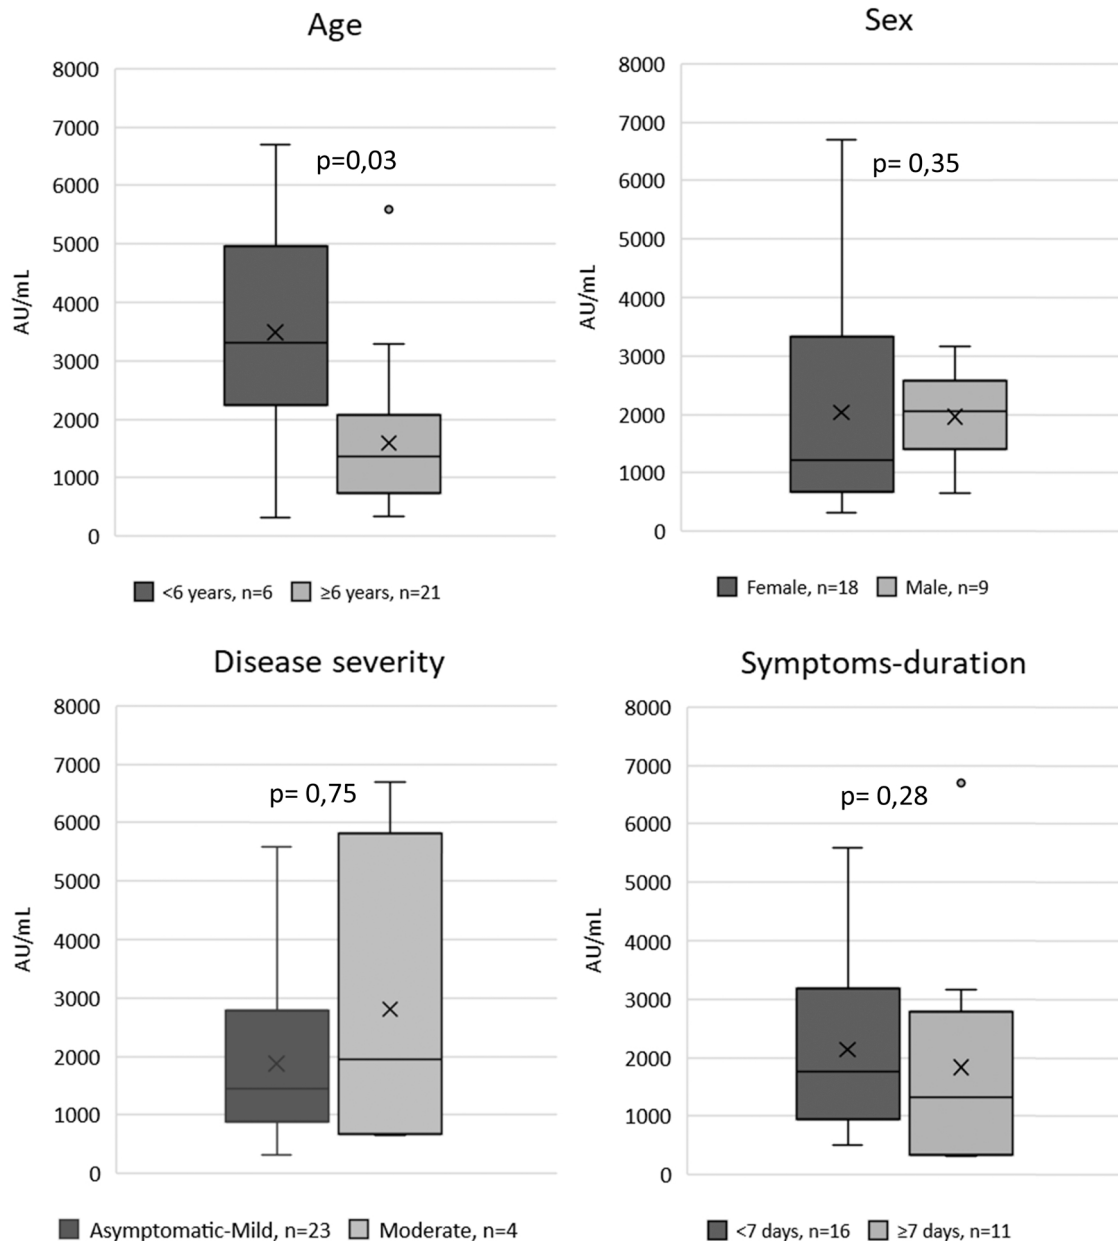 Age
8000
7000
6000
5000
4000
3000
2000
1000
0
AU/mL
p=0,03
<6 years, n=6 ≥6 years, n=21
Sex
8000
7000
6000
5000
4000
3000
2000
1000
0
AU/mL
p= 0,35
Female, n=18 Male, n=9
Disease severity
8000
7000
6000
5000
4000
3000
2000
1000
0
AU/mL
p= 0,75
Asymptomatic-Mild, n=23 Moderate, n=4
Symptoms-duration
8000
7000
6000
5000
4000
3000
2000
1000
0
AU/mL
p= 0,28
<7 days, n=16 ≥7 days, n=11